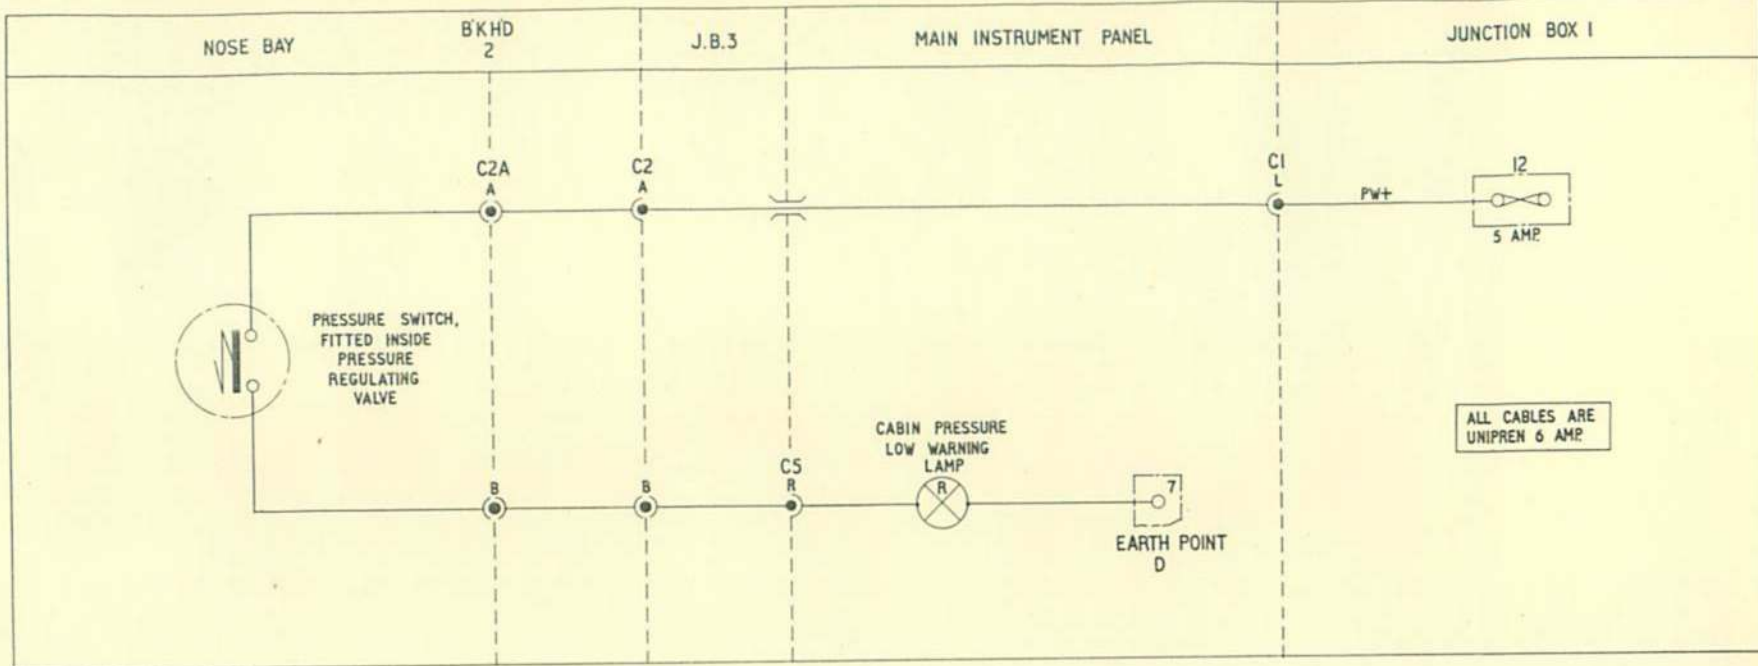 NOSE BAY
B'KH'D
2
J.B.3
MAIN INSTRUMENT PANEL
JUNCTION BOX 1
C2A
A
C2
A
C1
L
PW+
12
5 AMP.
PRESSURE SWITCH,
FITTED INSIDE
PRESSURE
REGULATING
VALVE
ALL CABLES ARE
UNIPREN 6 AMP.
CABIN PRESSURE
LOW WARNING
LAMP
B
B
C5
R
R
7
EARTH POINT
D